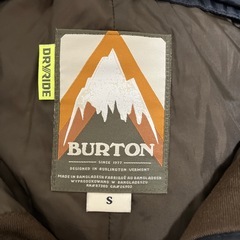 DRYRIDE
BURTON
SINCE 1977
DESIGNED IN BURLINGTON, VERMONT
MADE IN BANGLADESH
S